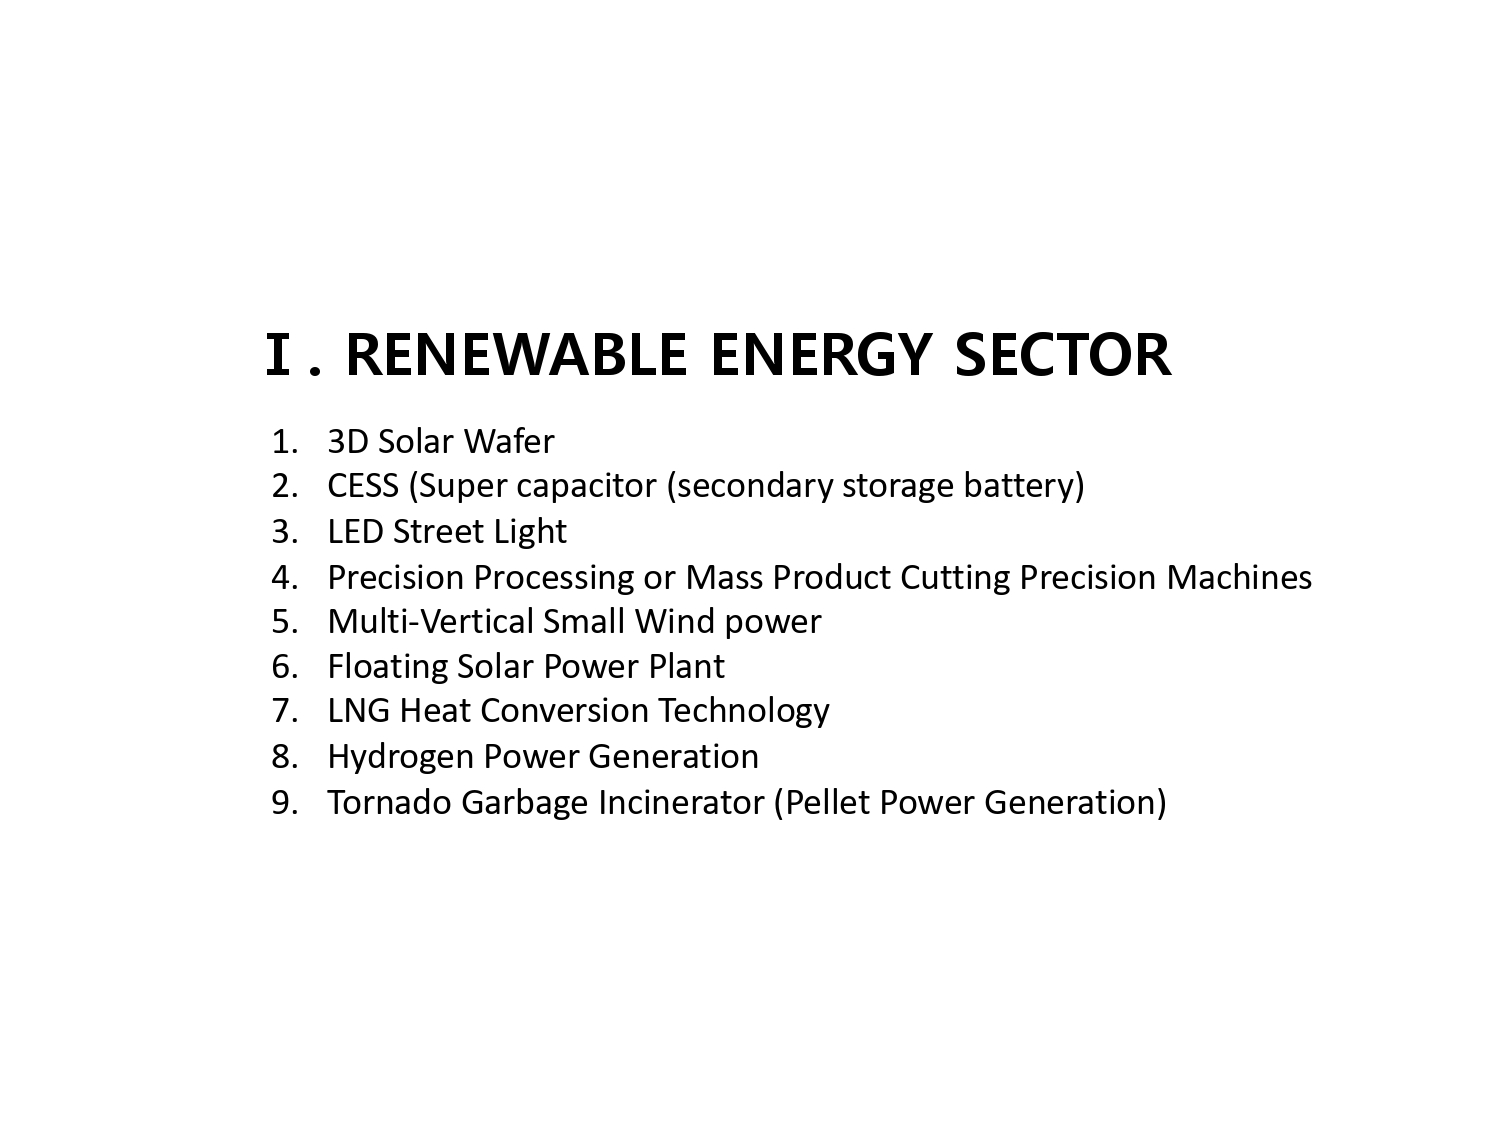 Ⅰ. RENEWABLE ENERGY SECTOR
1. 3D Solar Wafer
2. CESS (Super capacitor (secondary storage battery)
3. LED Street Light
4. Precision Processing or Mass Product Cutting Precision Machines
5. Multi-Vertical Small Wind power
6. Floating Solar Power Plant
7. LNG Heat Conversion Technology
8. Hydrogen Power Generation
9. Tornado Garbage Incinerator (Pellet Power Generation)